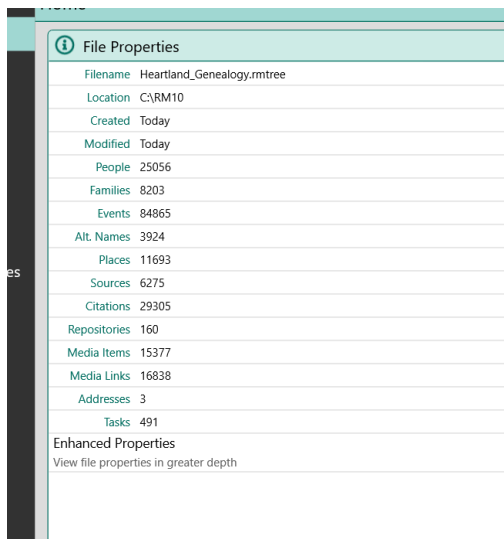 Home
File Properties
Filename Heartland_Genealogy.rmtree
Location C:\RM10
Created Today
Modified Today
People 25056
Families 8203
Events 84865
Alt. Names 3924
Places 11693
es
Sources 6275
Citations 29305
Repositories 160
Media Items 15377
Media Links 16838
Addresses 3
Tasks 491
Enhanced Properties
View file properties in greater depth